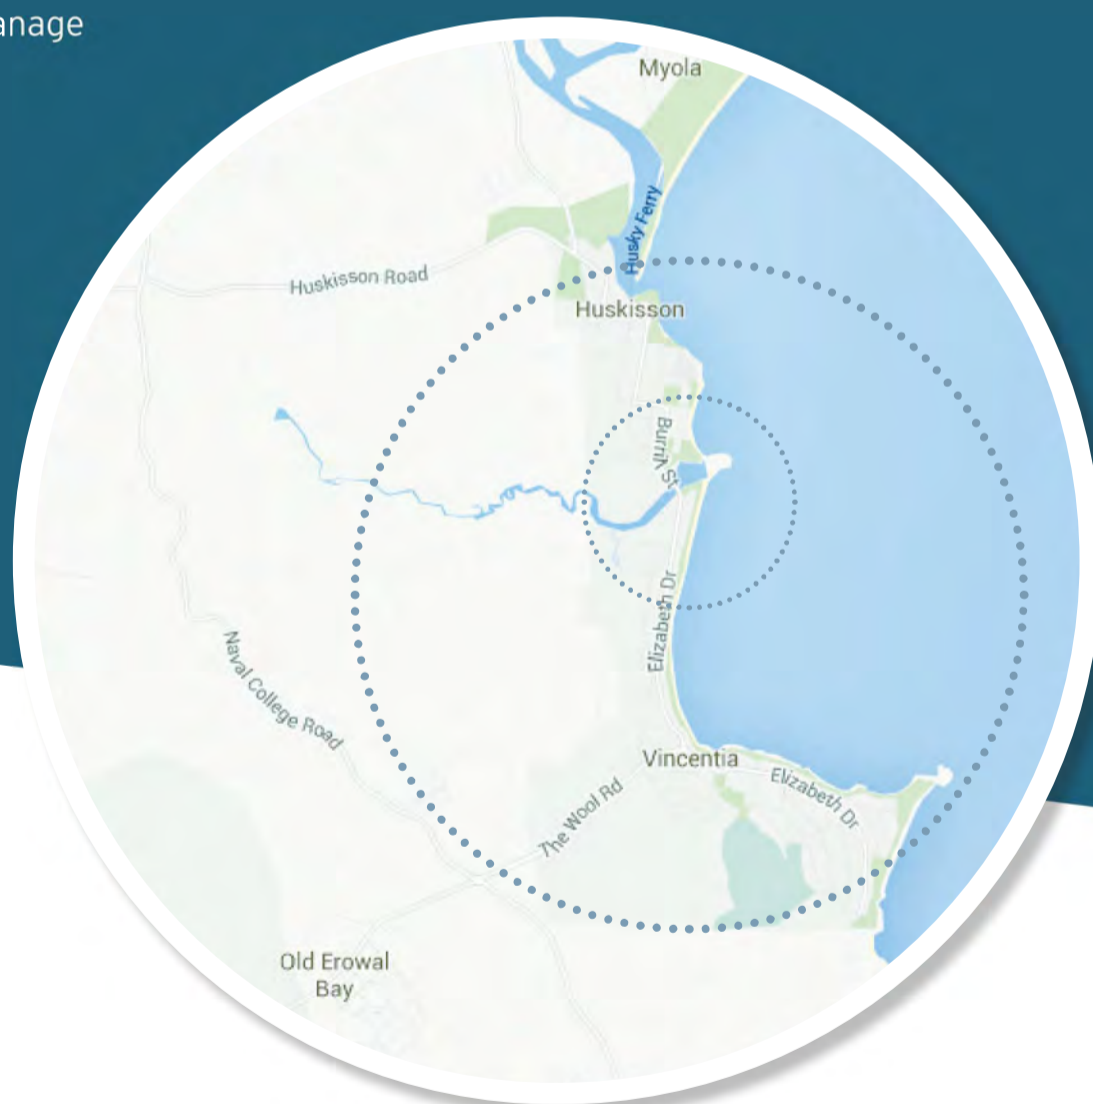 anage
Myola
Husky Ferry
Huskisson Road
Huskisson
Burnik St
Elizabeth Dr
Naval College Road
Vincentia
Elizabeth Dr
The Wool Rd
Old Erowal
Bay